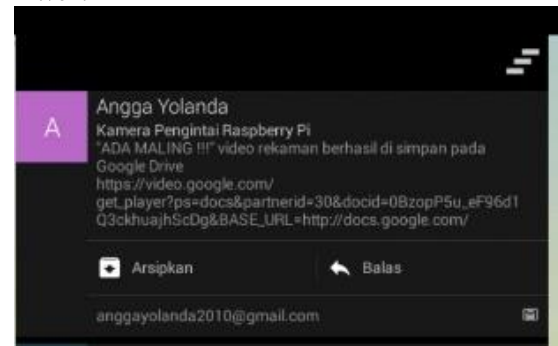 A
Angga Yolanda
Kamera Pengintai Raspberry Pi
"ADA MALING !!!" video rekaman berhasil di simpan pada
Google Drive
https://video.google.com/
get_player?ps=docs&partnerid=30&docid=0BzopP5u_eF96d1
Q3ckhuajhScDg&BASE_URL=http://docs.google.com/
Arsipkan
Balas
anggayolanda2010@gmail.com